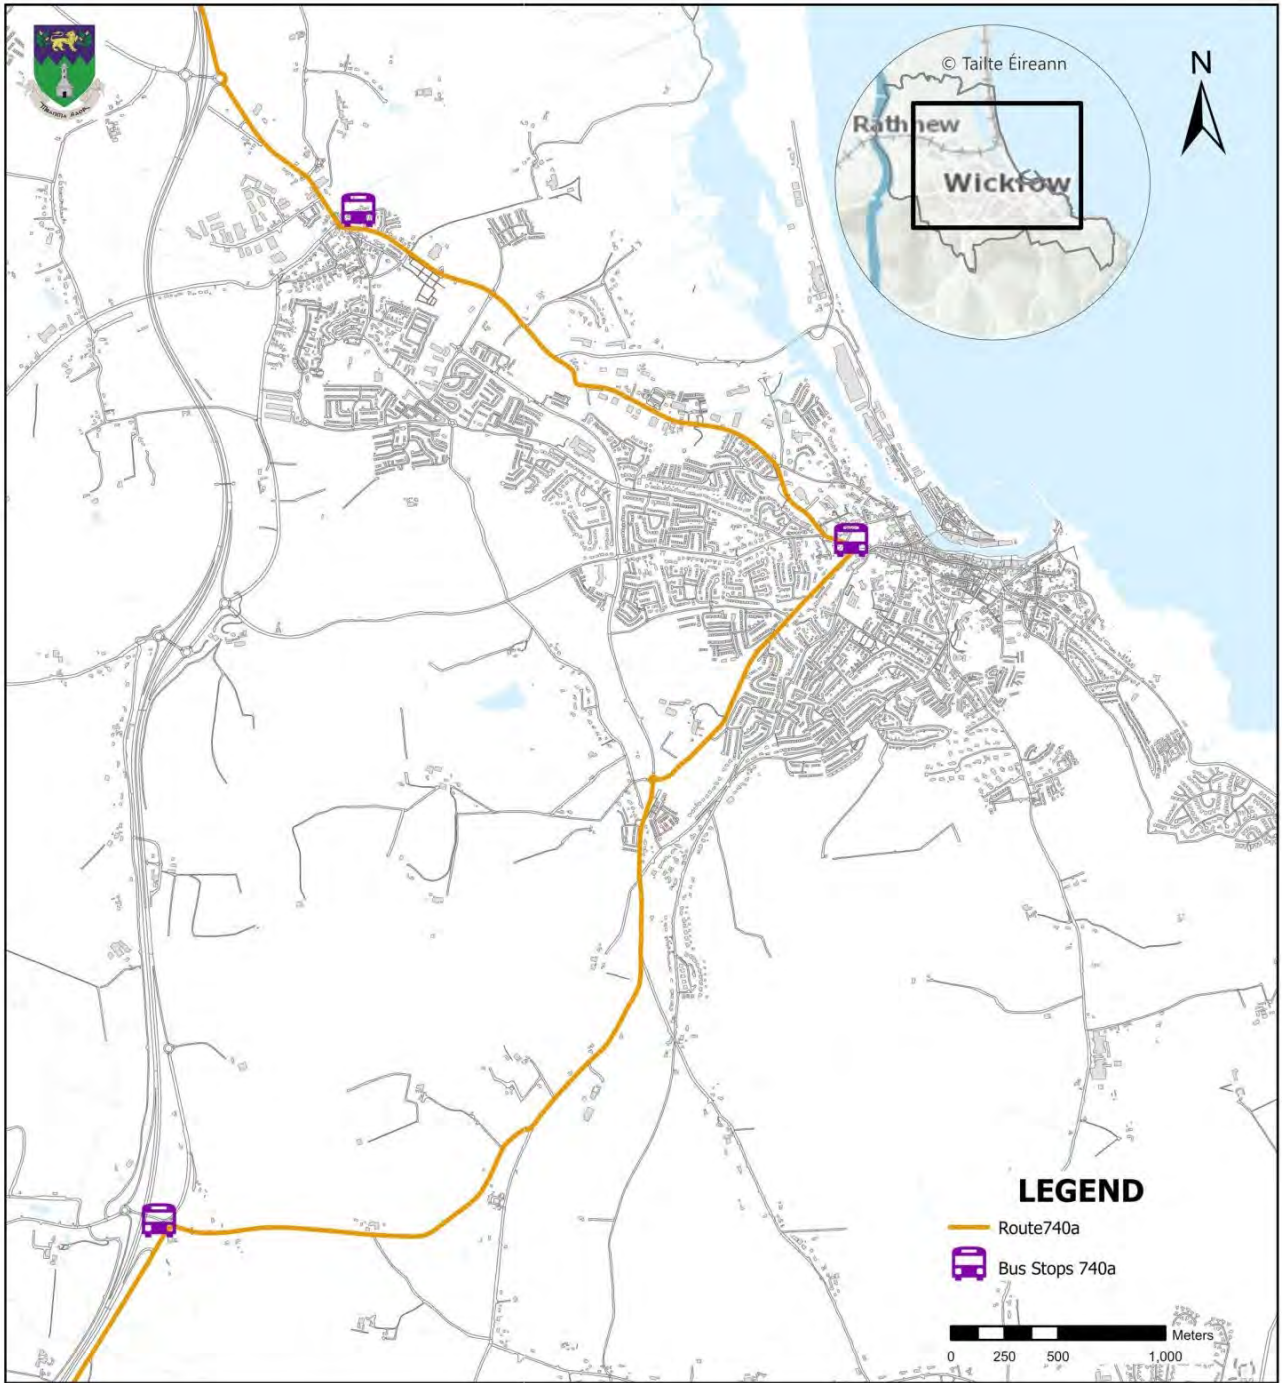 © Tailte Éireann
N
Rathnew
Wicklow
LEGEND
Route740a
Bus Stops 740a
Meters
0 250 500 1,000